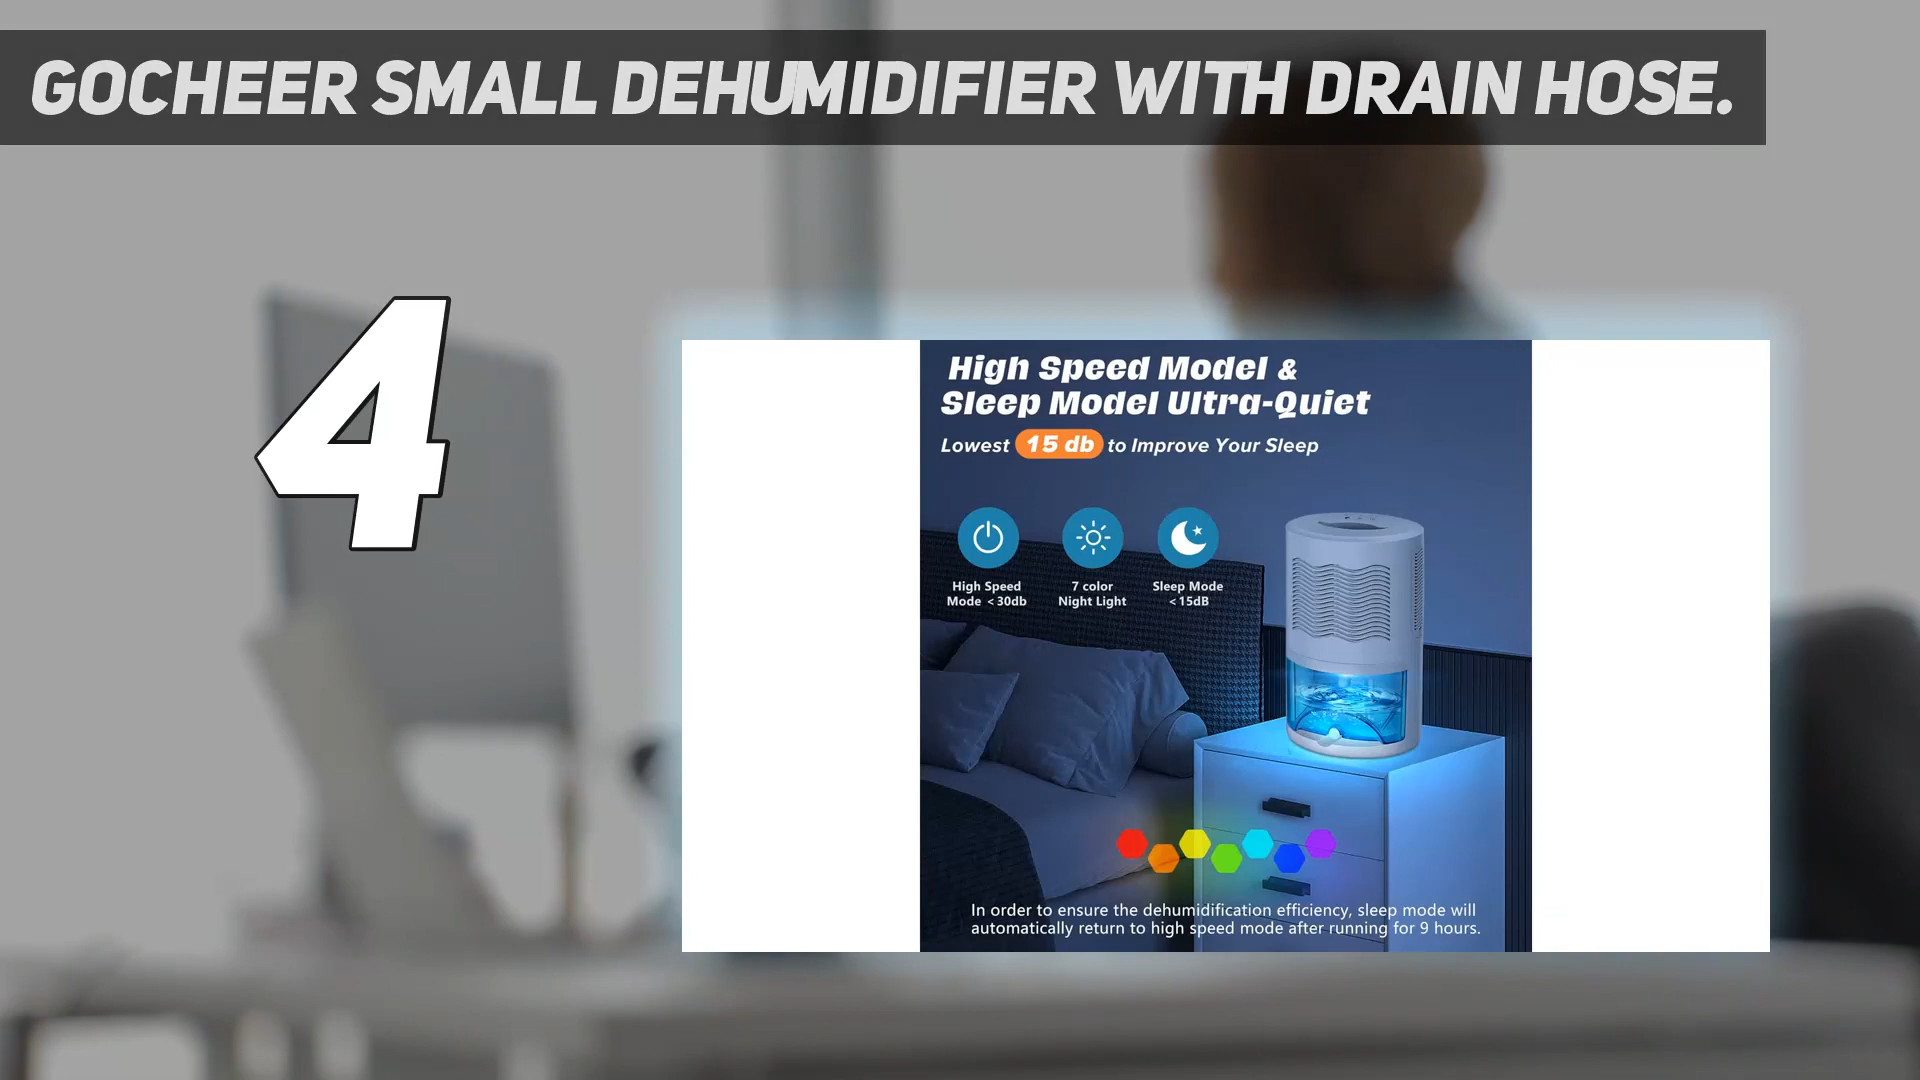 GOCHEER SMALL DEHUMIDIFIER WITH DRAIN HOSE.
4
High Speed Model &
Sleep Model Ultra-Quiet
Lowest 15 db to Improve Your Sleep
High Speed
Mode <30db
7 color
Night Light
Sleep Mode
<15dB
In order to ensure the dehumidification efficiency, sleep mode will
automatically return to high speed mode after running for 9 hours.